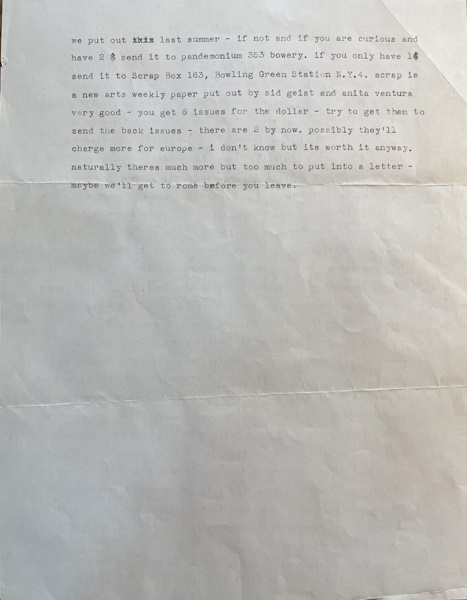 we put out this last summer - if not and if you are curious and
have 2 $ send it to pandemonium 353 bowery. if you only have 1$
send it to Scrap Box 163, Bowling Green Station N.Y.4. scrap is
a new arts weekly paper put out by sid geist and anita ventura
very good - you get 6 issues for the dollar - try to get them to
send the back issues - there are 2 by now. possibly they'll
charge more for europe - i don't know but its worth it anyway.
naturally theres much more but too much to put into a letter -
maybe we'll get to rome before you leave.